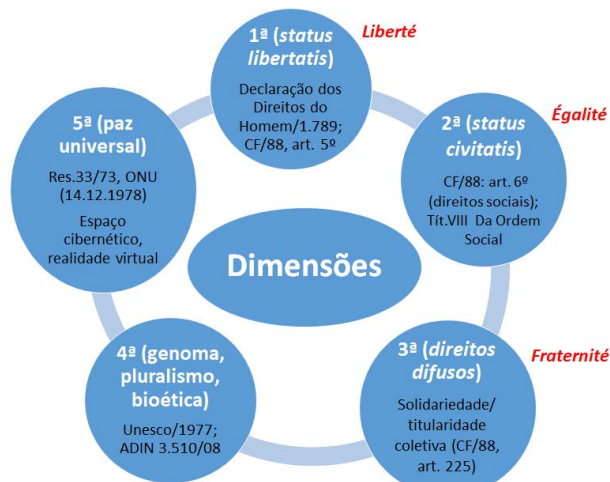 1ª (status
libertatis)
Declaração dos
Direitos do
Homem/1.789;
CF/88, art. 5º
Liberté
2ª (status
civitatis)
CF/88: art. 6º
(direitos sociais);
Tít.VIII Da Ordem
Social
Égalité
3ª (direitos
difusos)
Solidariedade/
titularidade
coletiva (CF/88,
art. 225)
Fraternité
4ª (genoma,
pluralismo,
bioética)
Unesco/1977;
ADIN 3.510/08
5ª (paz
universal)
Res.33/73, ONU
(14.12.1978)
Espaço
cibernético,
realidade virtual
Dimensões